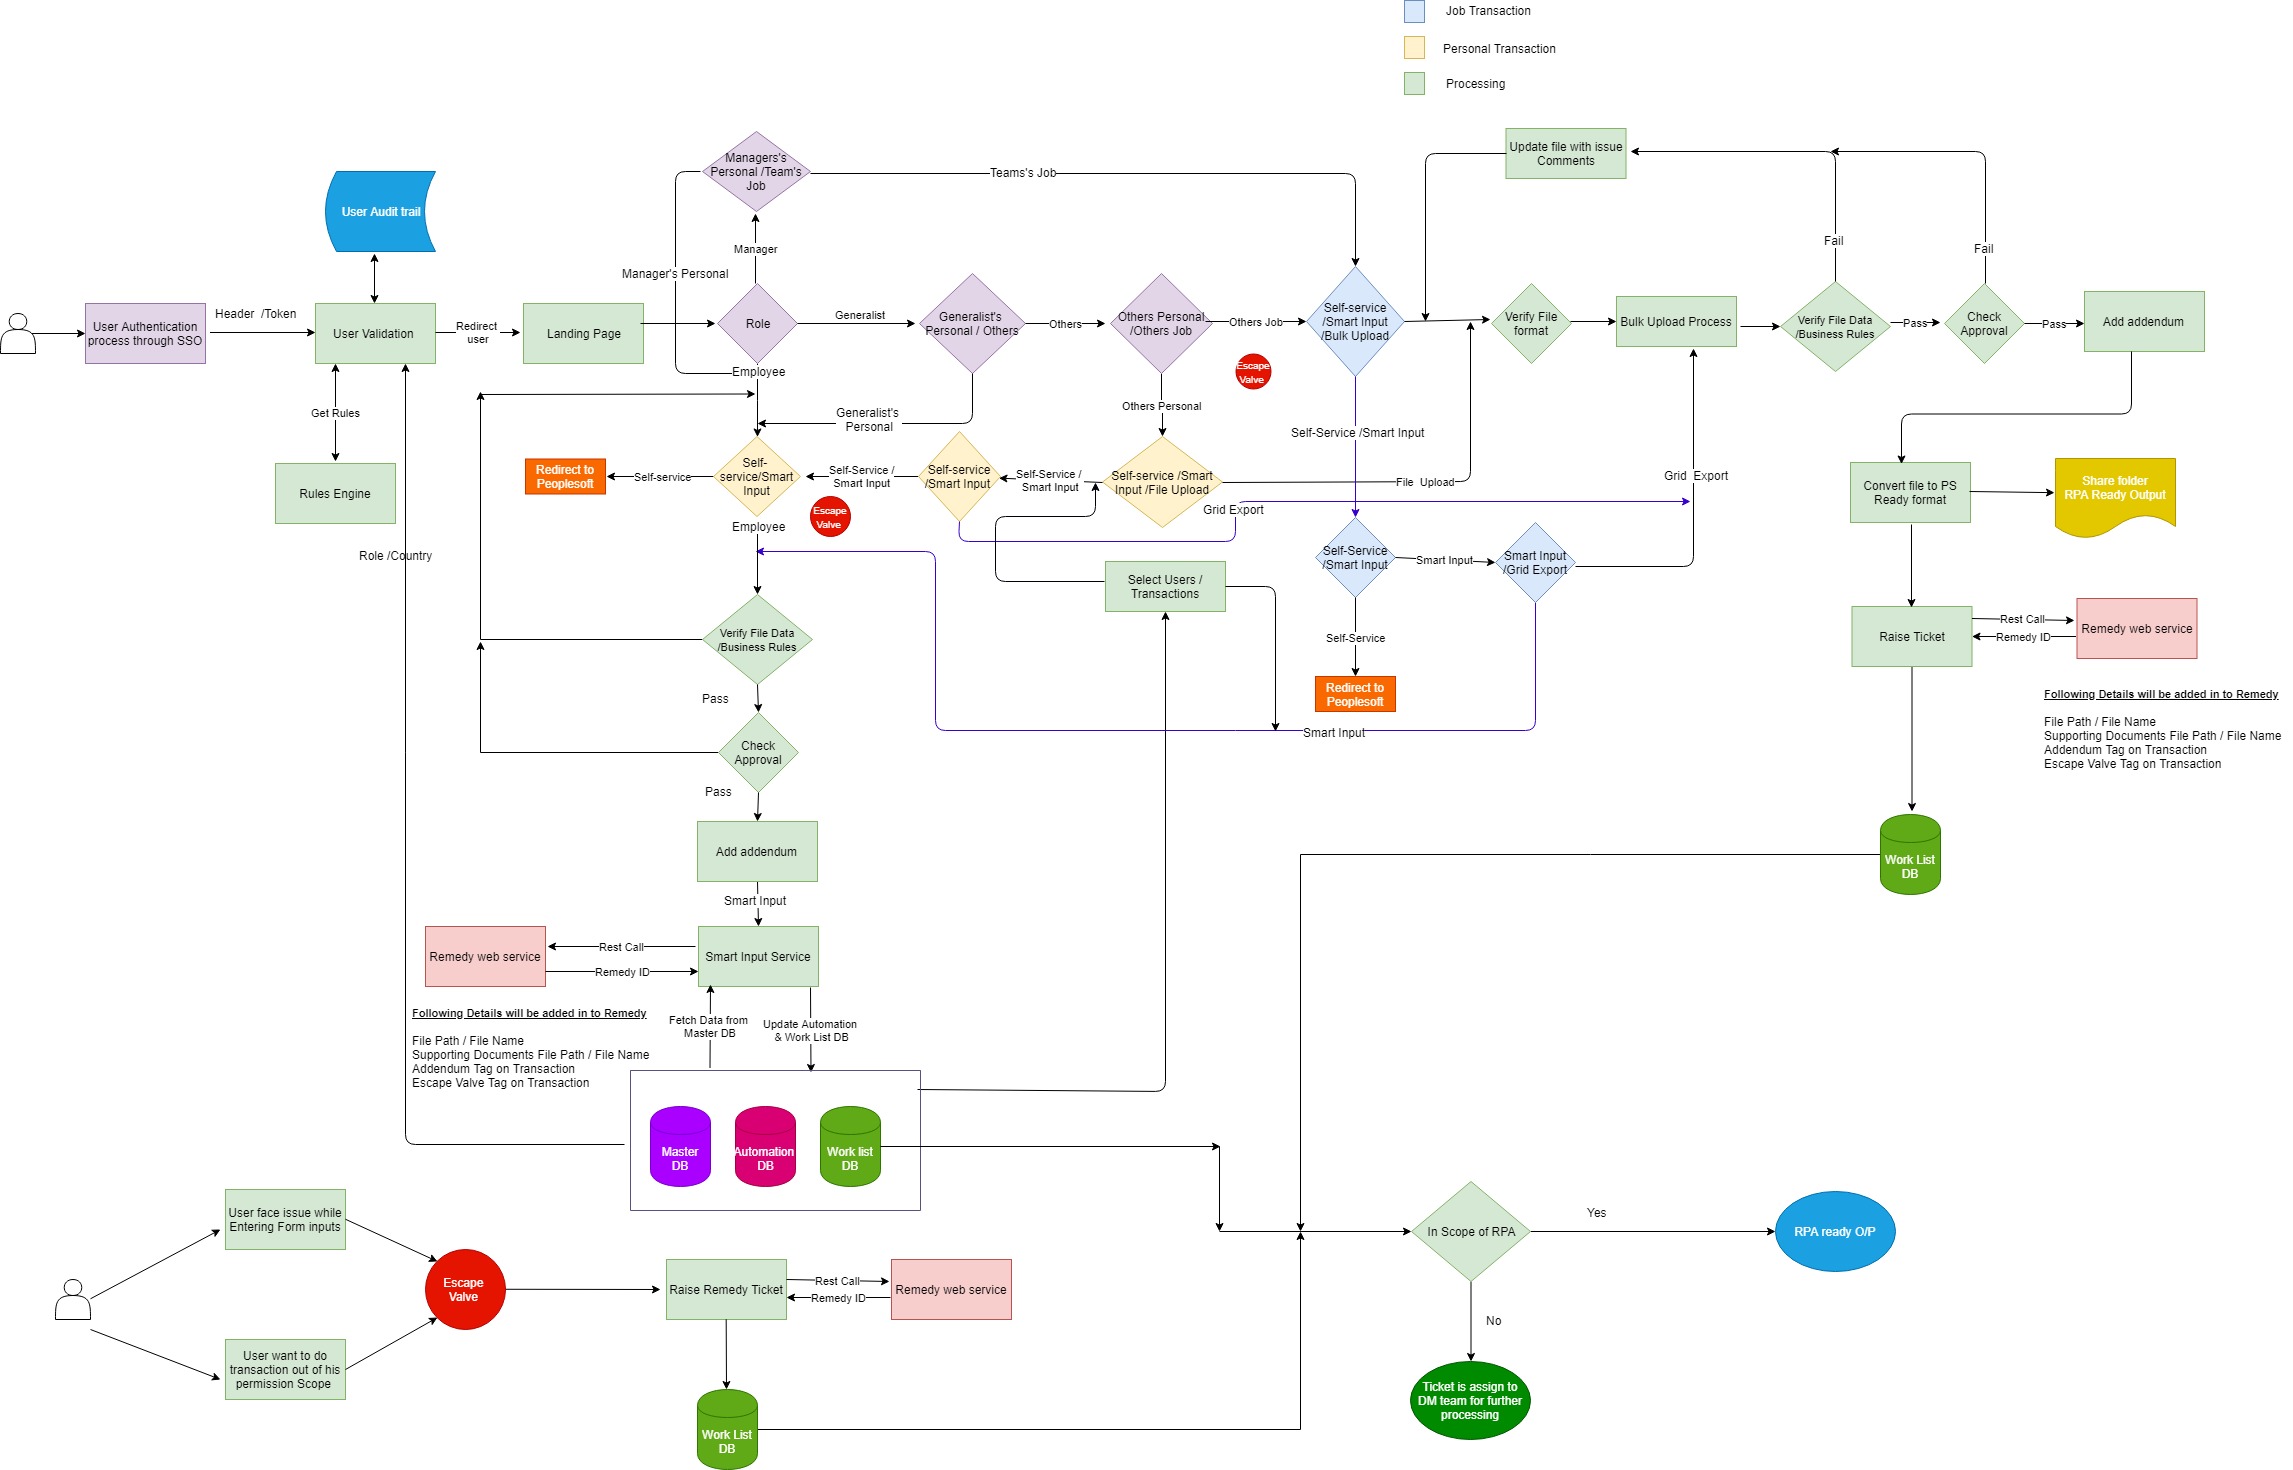 Job Transaction
Personal Transaction
Processing
Managers's
Personal /Team's
Job
Teams's Job
Update file with issue
Comments
User Audit trail
Manager
Manager's Personal
Fail
Fail
User Authentication
process through SSO
Header  /Token
User Validation
Redirect
user
Landing Page
Role
Generalist
Generalist's
Personal / Others
Others
Others Personal
/Others Job
Others Job
Self-service
/Smart Input
/Bulk Upload
Verify File
format
Bulk Upload Process
Verify File Data
/Business Rules
Pass
Check
Approval
Pass
Add addendum
Escape
Valve
Employee
Get Rules
Generalist's
Personal
Others Personal
Self-Service /Smart Input
Rules Engine
Redirect to
Peoplesoft
Self-service
Self-
service/Smart
Input
Self-Service /
Smart Input
Self-service
/Smart Input
Self-Service /
Smart Input
Self-service /Smart
Input /File Upload
File  Upload
Grid  Export
Convert file to PS
Ready format
Share folder
RPA Ready Output
Escape
Valve
Grid Export
Employee
Role /Country
Self-Service
/Smart Input
Smart Input
Smart Input
/Grid Export
Select Users /
Transactions
Verify File Data
/Business Rules
Self-Service
Raise Ticket
Rest Call
Remedy ID
Remedy web service
Redirect to
Peoplesoft
Pass
Following Details will be added in to Remedy
File Path / File Name
Supporting Documents File Path / File Name
Addendum Tag on Transaction
Escape Valve Tag on Transaction
Smart Input
Check
Approval
Pass
Add addendum
Work List
DB
Smart Input
Remedy web service
Rest Call
Remedy ID
Smart Input Service
Following Details will be added in to Remedy
File Path / File Name
Supporting Documents File Path / File Name
Addendum Tag on Transaction
Escape Valve Tag on Transaction
Fetch Data from
Master DB
Update Automation
& Work List DB
Master
DB
Automation
DB
Work list
DB
User face issue while
Entering Form inputs
Escape
Valve
User want to do
transaction out of his
permission Scope
Raise Remedy Ticket
Rest Call
Remedy ID
Remedy web service
Work List
DB
In Scope of RPA
Yes
RPA ready O/P
No
Ticket is assign to
DM team for further
processing